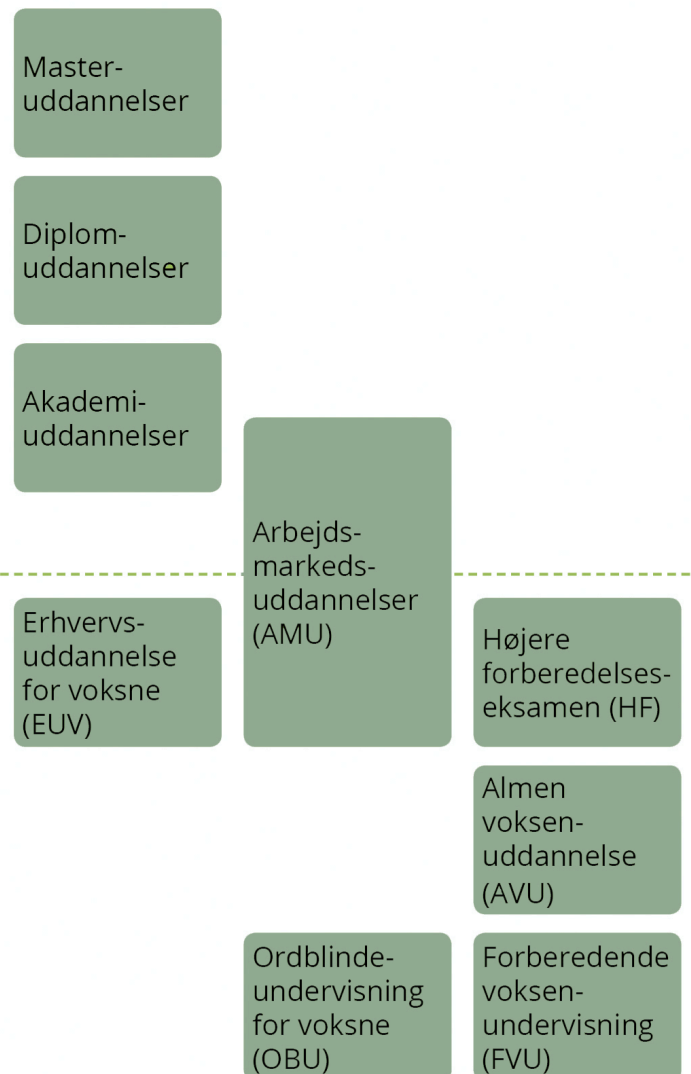 Master-
uddannelser
Diplom-
uddannelser
Akademi-
uddannelser
Arbejds-
markeds-
uddannelser
(AMU)
Erhvervs-
uddannelse
for voksne
(EUV)
Højere
forberedelses-
eksamen (HF)
Almen
voksen-
uddannelse
(AVU)
Ordblinde-
undervisning
for voksne
(OBU)
Forberedende
voksen-
undervisning
(FVU)